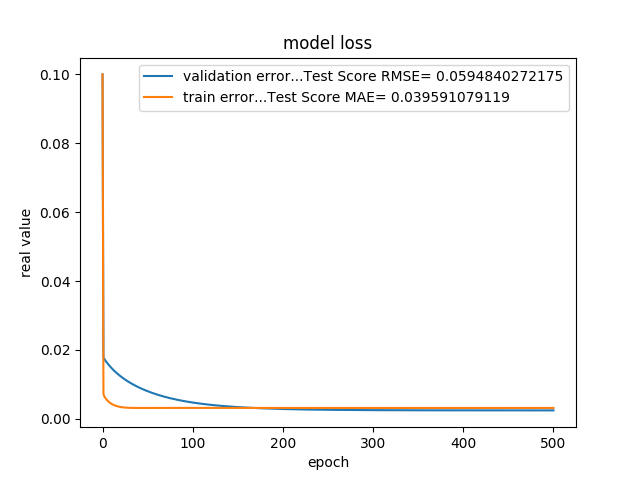 model loss
validation error...Test Score RMSE= 0.0594840272175
train error...Test Score MAE= 0.039591079119
0.10
0.08
0.06
0.04
0.02
0.00
real value
0 100 200 300 400 500
epoch